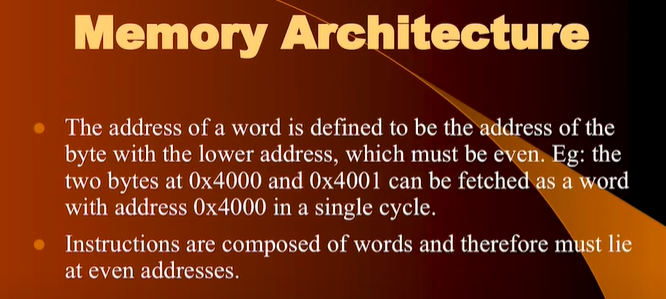 Memory Architecture
The address of a word is defined to be the address of the
byte with the lower address, which must be even. Eg: the
two bytes at 0x4000 and 0x4001 can be fetched as a word
with address 0x4000 in a single cycle.
Instructions are composed of words and therefore must lie
at even addresses.